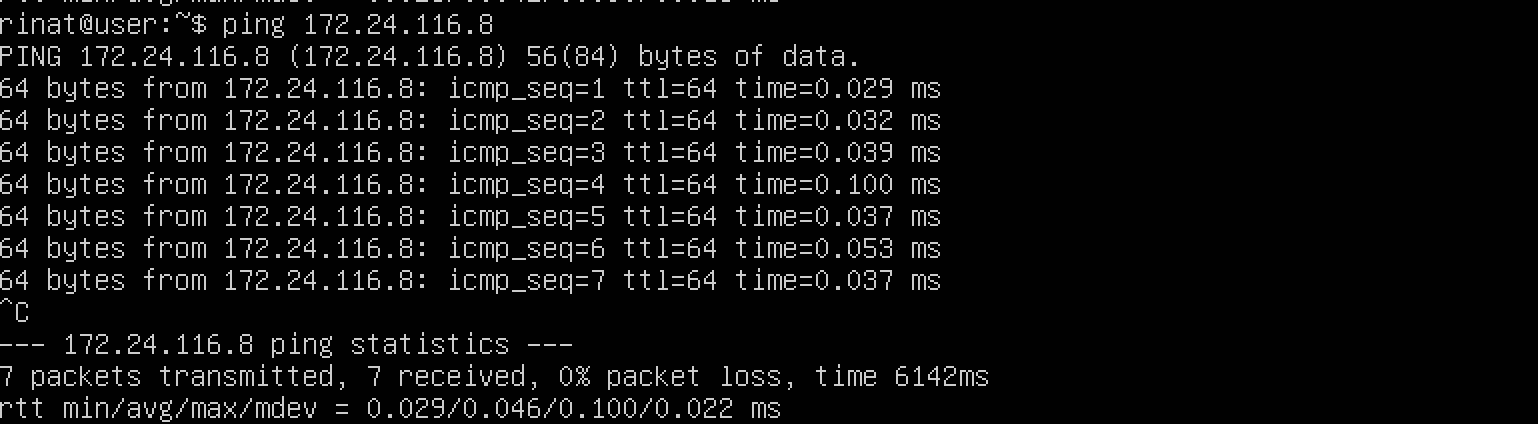 rinat@user:~$ ping 172.24.116.8
PING 172.24.116.8 (172.24.116.8) 56(84) bytes of data.
64 bytes from 172.24.116.8: icmp_seq=1 ttl=64 time=0.029 ms
64 bytes from 172.24.116.8: icmp_seq=2 ttl=64 time=0.032 ms
64 bytes from 172.24.116.8: icmp_seq=3 ttl=64 time=0.039 ms
64 bytes from 172.24.116.8: icmp_seq=4 ttl=64 time=0.100 ms
64 bytes from 172.24.116.8: icmp_seq=5 ttl=64 time=0.037 ms
64 bytes from 172.24.116.8: icmp_seq=6 ttl=64 time=0.053 ms
64 bytes from 172.24.116.8: icmp_seq=7 ttl=64 time=0.037 ms
^C
--- 172.24.116.8 ping statistics ---
7 packets transmitted, 7 received, 0% packet loss, time 6142ms
rtt min/avg/max/mdev = 0.029/0.046/0.100/0.022 ms